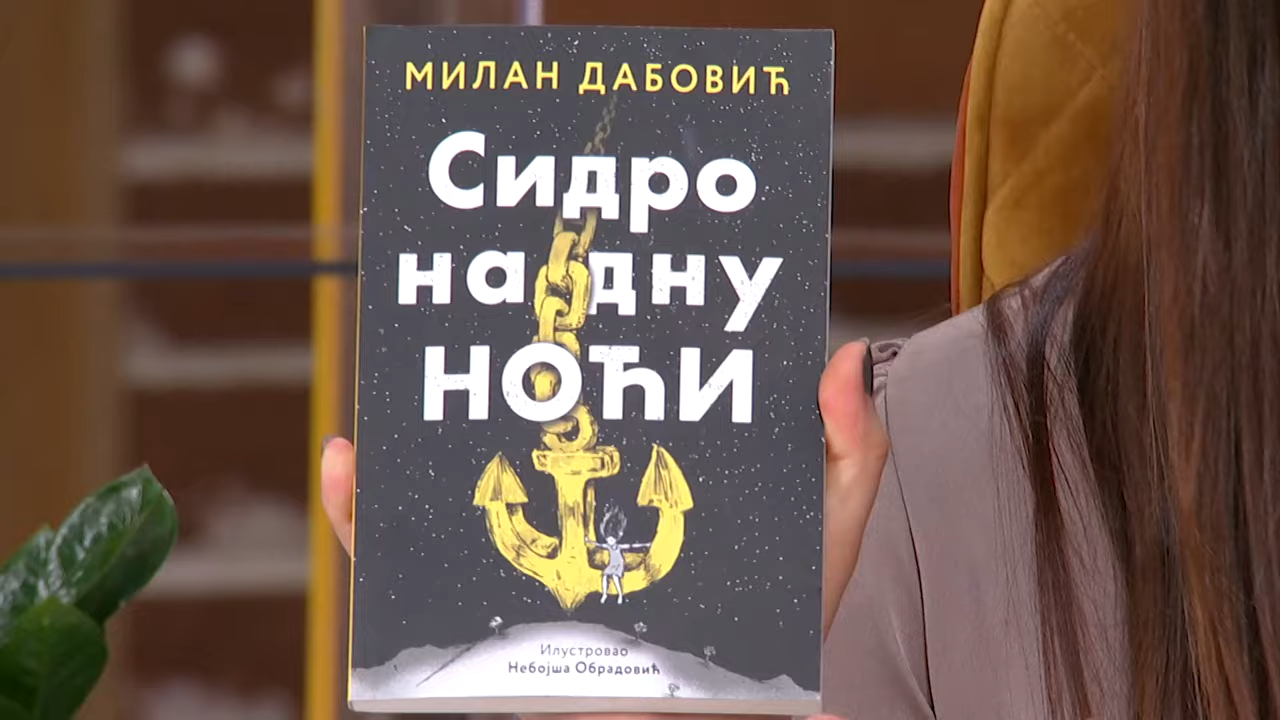 МИЛАН ДАБОВИЋ
Сидро
на дну
ноћи
Илустровао
Небојша Обрадовић